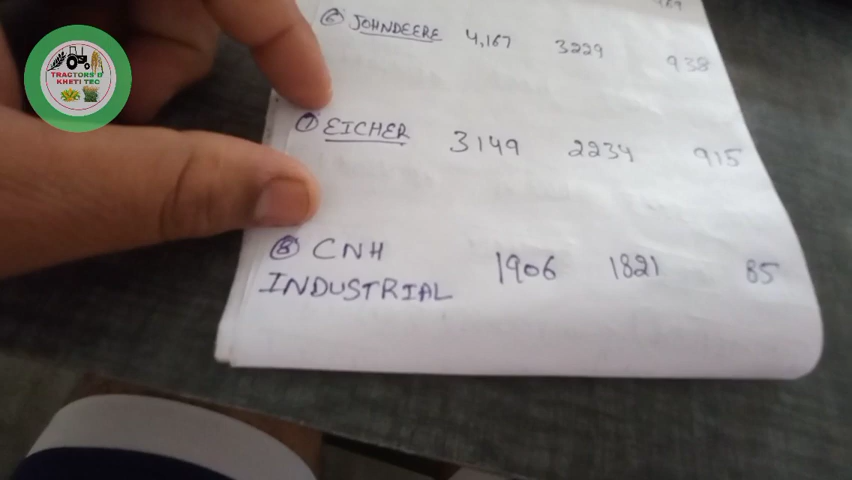 TRACTORS &
KHETI TEC
469
6 JOHNDEERE 4,167 3229 938
7 EICHER 3149 2234 915
8 CNH 1906 1821 85
INDUSTRIAL